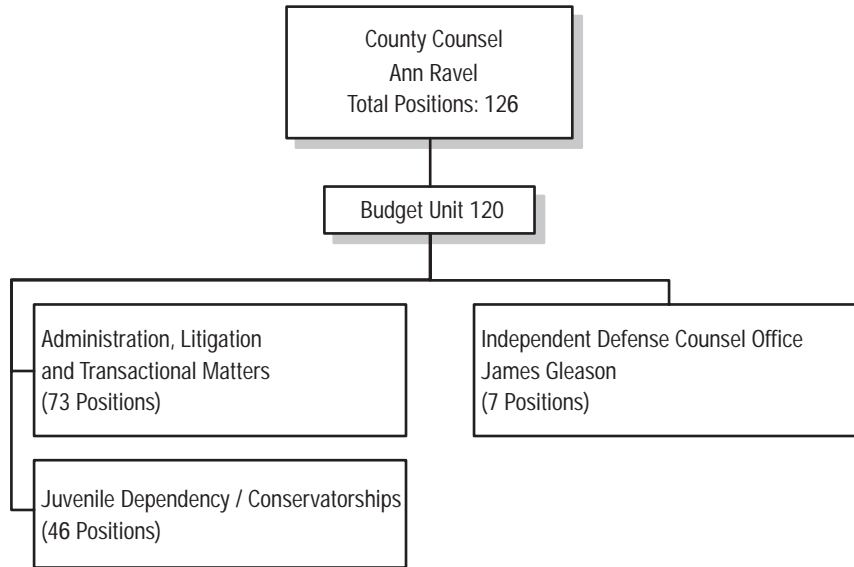 County Counsel
Ann Ravel
Total Positions: 126
Budget Unit 120
Administration, Litigation
and Transactional Matters
(73 Positions)
Independent Defense Counsel Office
James Gleason
(7 Positions)
Juvenile Dependency / Conservatorships
(46 Positions)